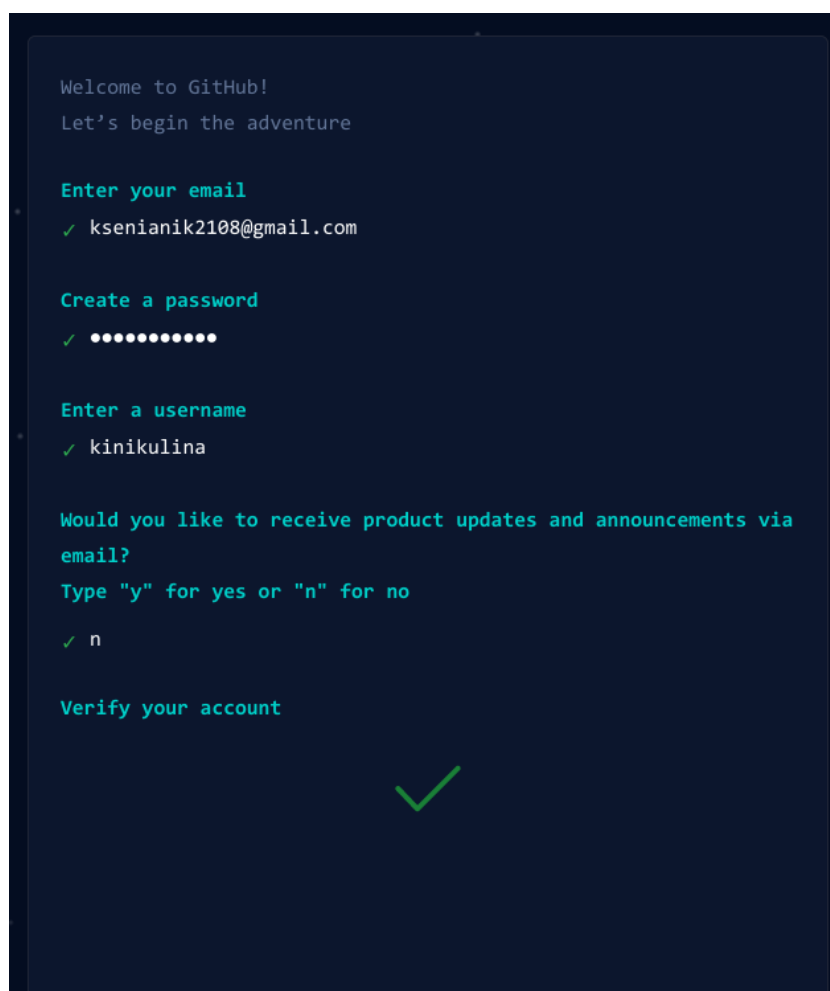 Welcome to GitHub!
Let’s begin the adventure
Enter your email
✓ ksenianik2108@gmail.com
Create a password
✓ •••••••••••
Enter a username
✓ kinikulina
Would you like to receive product updates and announcements via
email?
Type "y" for yes or "n" for no
✓ n
Verify your account